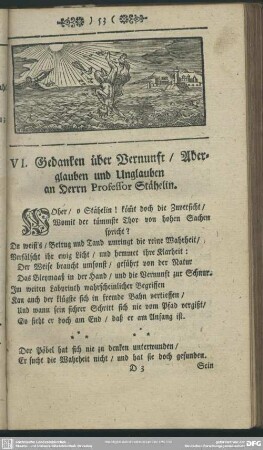 ) 53 (
VI. Gedanken über Vernunft / Aber-
glauben und Unglauben
an Herrn Professor Stähelin.
WOher / o Stähelin! kömt doch die Zuversicht /
Womit der tümmste Thor von hohen Sachen
spricht?
Du weist's / Betrug und Tand umringt die reine Wahrheit /
Verfälscht ihr ewig Licht / und hemmet ihre Klarheit:
Der Weise braucht umsonst / geführt von der Natur
Das Bleymaaß in der Hand / und die Vernunft zur Schnur.
Im weiten Labyrinth wahrscheinlicher Begriffen
Kan auch der klügste sich in fremde Bahn vertieffen /
Und wann sein sichrer Schritt sich nie vom Pfad vergißt /
So sieht er doch am End / daß er am Anfang ist.
* * *
Der Pöbel hat sich nie zu denken unterwunden /
Er sucht die Wahrheit nicht / und hat sie doch gefunden.
D 3 Sein